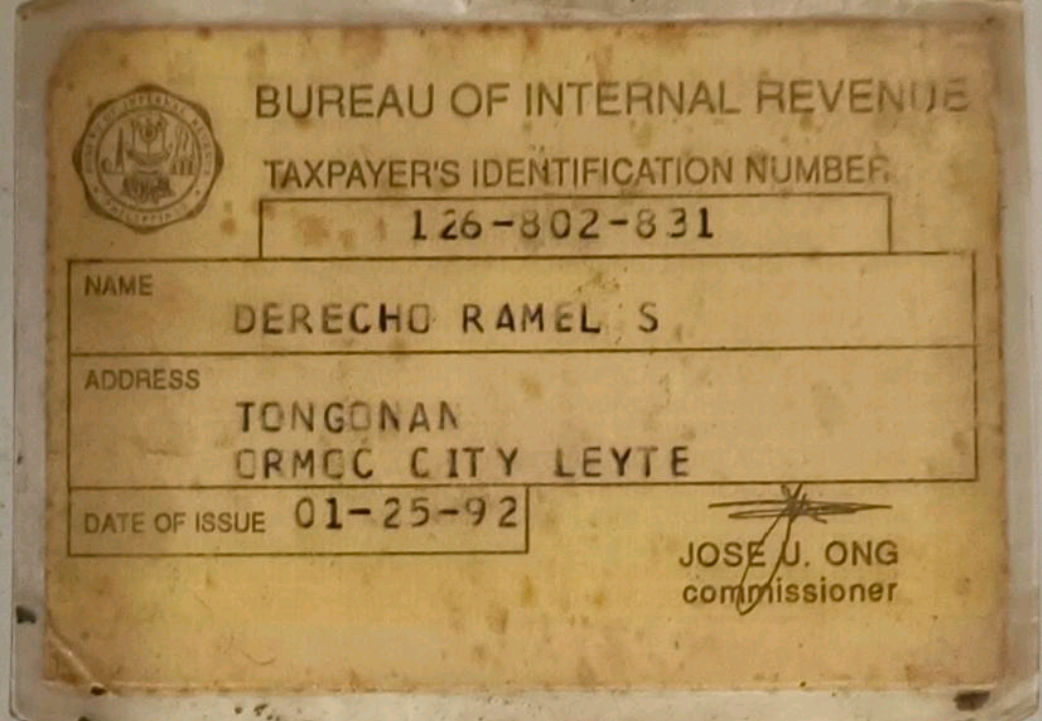 BUREAU OF INTERNAL REVENUE
TAXPAYER'S IDENTIFICATION NUMBER
126-802-831
NAME
DERECHO RAMEL S
ADDRESS
TONGONAN
ORMOC CITY LEYTE
DATE OF ISSUE 01-25-92
JOSE U. ONG
commissioner